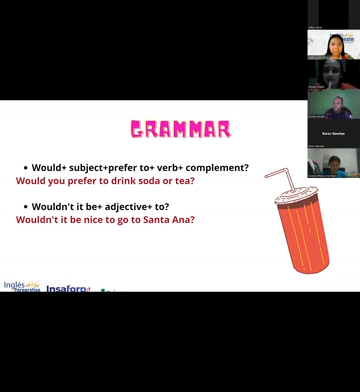 GRAMMAR
• Would+ subject+prefer to+ verb+ complement?
Would you prefer to drink soda or tea?
• Wouldn't it be+ adjective+ to?
Wouldn't it be nice to go to Santa Ana?
Karen Sánchez
Inglés
Insaforp